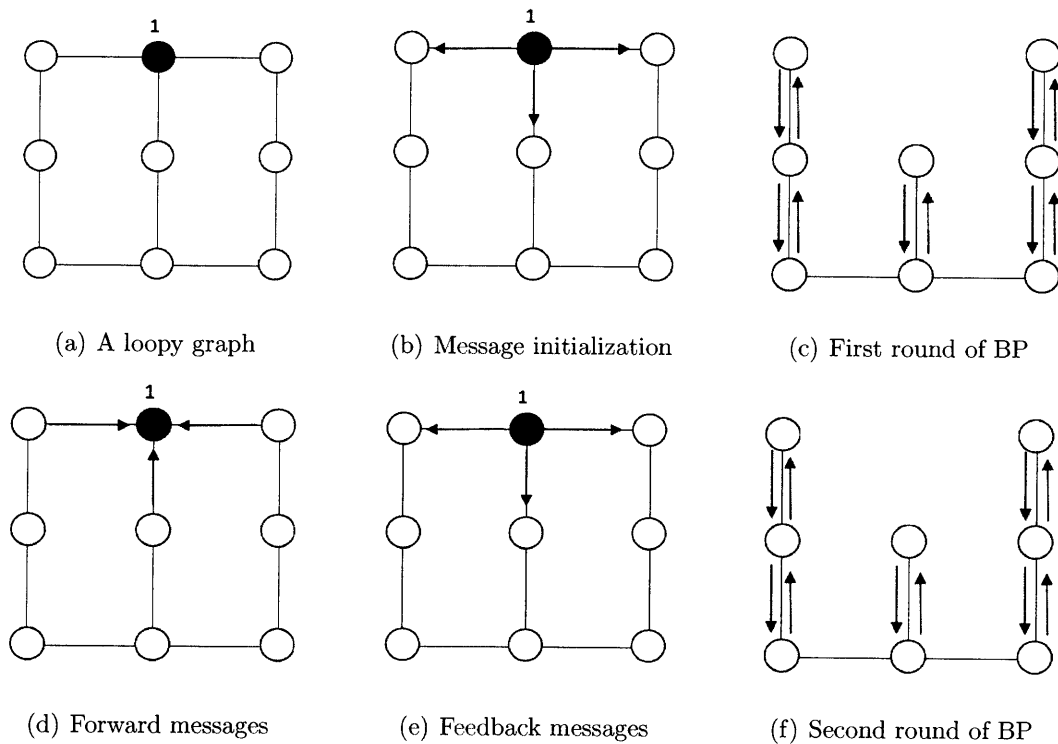 1
1
(a) A loopy graph
(b) Message initialization
(c) First round of BP
1
1
(d) Forward messages
(e) Feedback messages
(f) Second round of BP